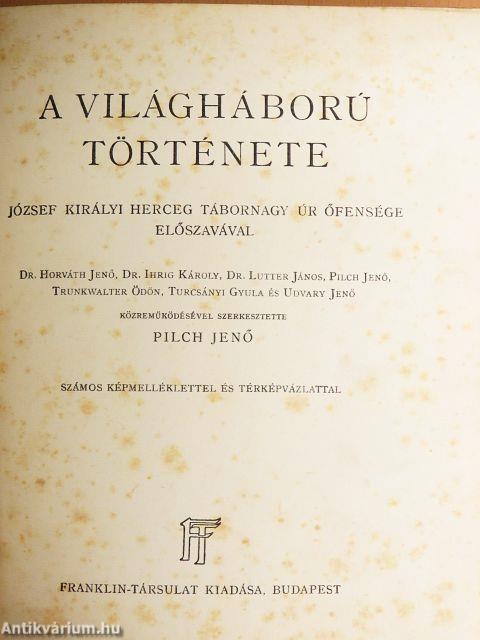 A VILÁGHÁBORÚ
TÖRTÉNETE
JÓZSEF KIRÁLYI HERCEG TÁBORNAGY ÚR ŐFENSÉGE
ELŐSZAVÁVAL
DR. HORVÁTH JENŐ, DR. IHRIG KÁROLY, DR. LUTTER JÁNOS, PILCH JENŐ,
TRUNKWALTER ÖDÖN, TURCSÁNYI GYULA ÉS UDVARY JENŐ
KÖZREMŰKÖDÉSÉVEL SZERKESZTETTE
PILCH JENŐ
SZÁMOS KÉPMELLÉKLETTEL ÉS TÉRKÉPVÁZLATTAL
FT
FRANKLIN-TÁRSULAT KIADÁSA, BUDAPEST
Antikvárium.hu